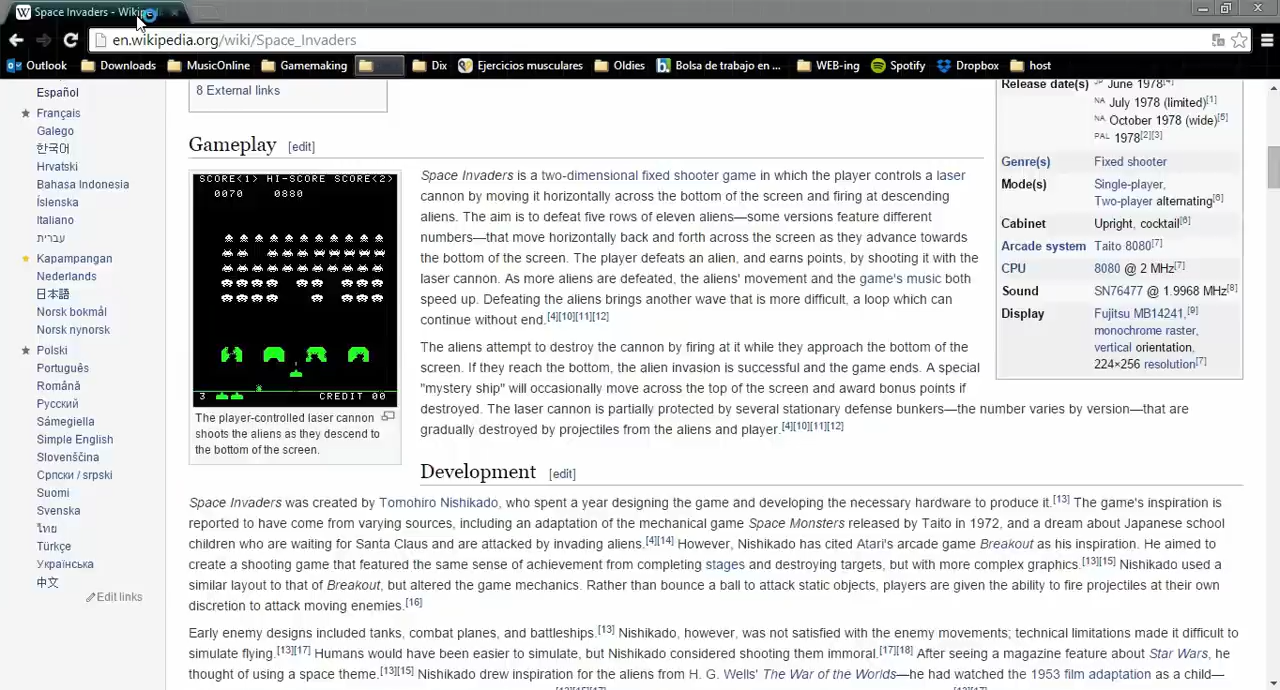 Space Invaders - Wikipe
en.wikipedia.org/wiki/Space_Invaders
Outlook Downloads MusicOnline Gamemaking Dix Ejercicios musculares Oldies Bolsa de trabajo en ... WEB-ing Spotify Dropbox host
Español
Français
Galego
한국어
Hrvatski
Bahasa Indonesia
Íslenska
Italiano
עברית
Kapampangan
Nederlands
日本語
Norsk bokmål
Norsk nynorsk
Polski
Português
Română
Русский
Sámegiella
Simple English
Slovenščina
Српски / srpski
Suomi
Svenska
ไทย
Türkçe
Українська
中文
Edit links
8 External links
Gameplay [edit]
SCORE<1> HI-SCORE SCORE<2>
0070 0880
3 CREDIT 00
The player-controlled laser cannon
shoots the aliens as they descend to
the bottom of the screen.
Space Invaders is a two-dimensional fixed shooter game in which the player controls a laser
cannon by moving it horizontally across the bottom of the screen and firing at descending
aliens. The aim is to defeat five rows of eleven aliens—some versions feature different
numbers—that move horizontally back and forth across the screen as they advance towards
the bottom of the screen. The player defeats an alien, and earns points, by shooting it with the
laser cannon. As more aliens are defeated, the aliens' movement and the game's music both
speed up. Defeating the aliens brings another wave that is more difficult, a loop which can
continue without end.[4][10][11][12]
The aliens attempt to destroy the cannon by firing at it while they approach the bottom of the
screen. If they reach the bottom, the alien invasion is successful and the game ends. A special
"mystery ship" will occasionally move across the top of the screen and award bonus points if
destroyed. The laser cannon is partially protected by several stationary defense bunkers—the number varies by version—that are
gradually destroyed by projectiles from the aliens and player.[4][10][11][12]
Release date(s) JP June 1978[4]
NA July 1978 (limited)[1]
NA October 1978 (wide)[5]
PAL 1978[2][3]
Genre(s) Fixed shooter
Mode(s) Single-player,
Two-player alternating[6]
Cabinet Upright, cocktail[6]
Arcade system Taito 8080[7]
CPU 8080 @ 2 MHz[7]
Sound SN76477 @ 1.9968 MHz[8]
Display Fujitsu MB14241,[9]
monochrome raster,
vertical orientation,
224×256 resolution[7]
Development [edit]
Space Invaders was created by Tomohiro Nishikado, who spent a year designing the game and developing the necessary hardware to produce it.[13] The game's inspiration is
reported to have come from varying sources, including an adaptation of the mechanical game Space Monsters released by Taito in 1972, and a dream about Japanese school
children who are waiting for Santa Claus and are attacked by invading aliens.[4][14] However, Nishikado has cited Atari's arcade game Breakout as his inspiration. He aimed to
create a shooting game that featured the same sense of achievement from completing stages and destroying targets, but with more complex graphics.[13][15] Nishikado used a
similar layout to that of Breakout, but altered the game mechanics. Rather than bounce a ball to attack static objects, players are given the ability to fire projectiles at their own
discretion to attack moving enemies.[16]
Early enemy designs included tanks, combat planes, and battleships.[13] Nishikado, however, was not satisfied with the enemy movements; technical limitations made it difficult to
simulate flying.[13][17] Humans would have been easier to simulate, but Nishikado considered shooting them immoral.[17][18] After seeing a magazine feature about Star Wars, he
thought of using a space theme.[13][15] Nishikado drew inspiration for the aliens from H. G. Wells' The War of the Worlds—he had watched the 1953 film adaptation as a child—